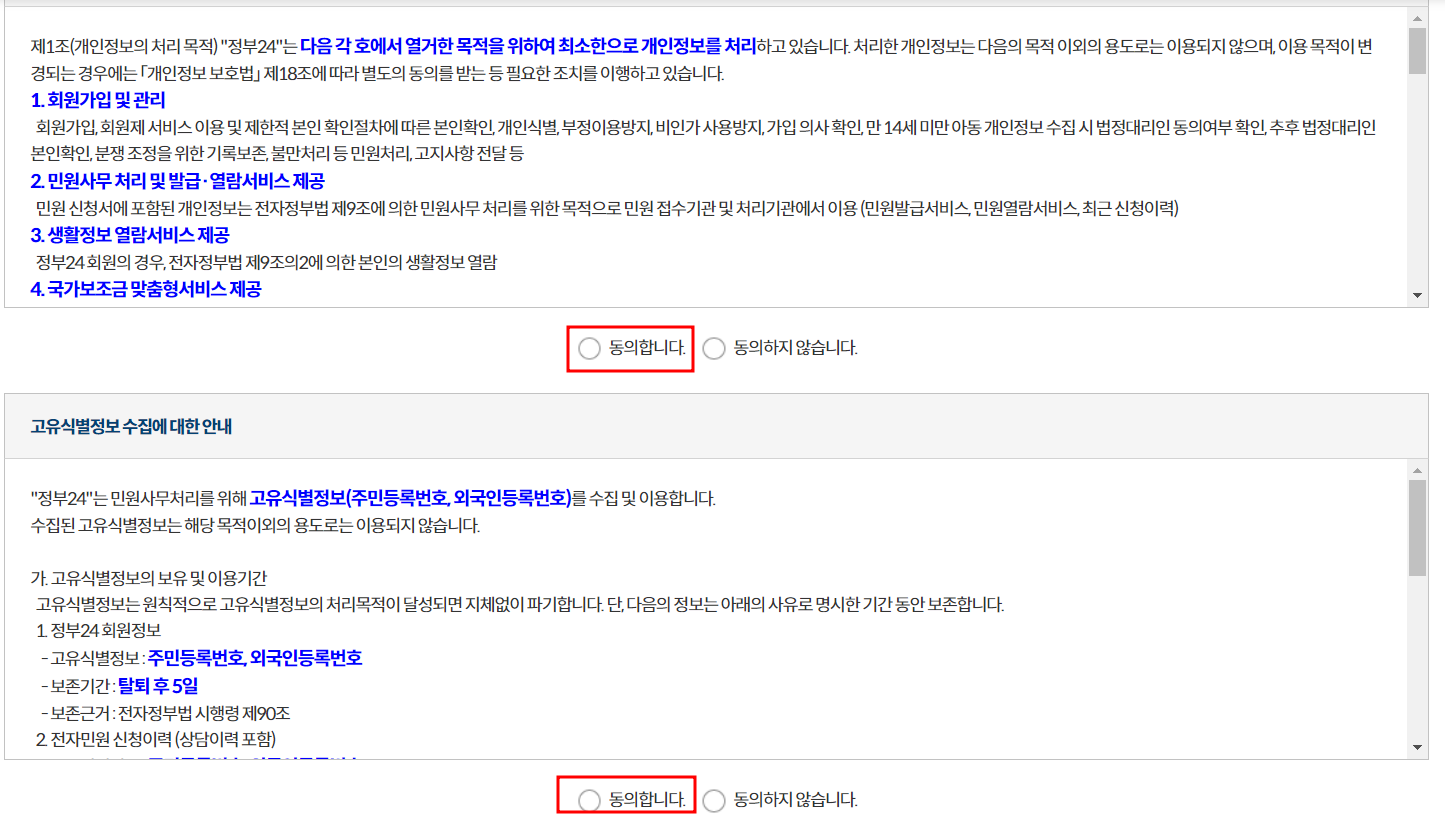 제1조(개인정보의 처리 목적) "정부24"는 다음 각 호에서 열거한 목적을 위하여 최소한으로 개인정보를 처리하고 있습니다. 처리한 개인정보는 다음의 목적 이외의 용도로는 이용되지 않으며, 이용 목적이 변
경되는 경우에는 「개인정보 보호법」 제18조에 따라 별도의 동의를 받는 등 필요한 조치를 이행하고 있습니다.
1. 회원가입 및 관리
회원가입, 회원제 서비스 이용 및 제한적 본인 확인절차에 따른 본인확인, 개인식별, 부정이용방지, 비인가 사용방지, 가입 의사 확인, 만 14세 미만 아동 개인정보 수집 시 법정대리인 동의여부 확인, 추후 법정대리인
본인확인, 분쟁 조정을 위한 기록보존, 불만처리 등 민원처리, 고지사항 전달 등
2. 민원사무 처리 및 발급·열람서비스 제공
민원 신청서에 포함된 개인정보는 전자정부법 제9조에 의한 민원사무 처리를 위한 목적으로 민원 접수기관 및 처리기관에서 이용 (민원발급서비스, 민원열람서비스, 최근 신청이력)
3. 생활정보 열람서비스 제공
정부24 회원의 경우, 전자정부법 제9조의2에 의한 본인의 생활정보 열람
4. 국가보조금 맞춤형서비스 제공
동의합니다. 동의하지 않습니다.
고유식별정보 수집에 대한 안내
"정부24"는 민원사무처리를 위해 고유식별정보(주민등록번호, 외국인등록번호)를 수집 및 이용합니다.
수집된 고유식별정보는 해당 목적이외의 용도로는 이용되지 않습니다.
가. 고유식별정보의 보유 및 이용기간
고유식별정보는 원칙적으로 고유식별정보의 처리목적이 달성되면 지체없이 파기합니다. 단, 다음의 정보는 아래의 사유로 명시한 기간 동안 보존합니다.
1. 정부24 회원정보
- 고유식별정보 : 주민등록번호, 외국인등록번호
- 보존기간 : 탈퇴 후 5일
- 보존근거 : 전자정부법 시행령 제90조
2. 전자민원 신청이력 (상담이력 포함)
동의합니다. 동의하지 않습니다.